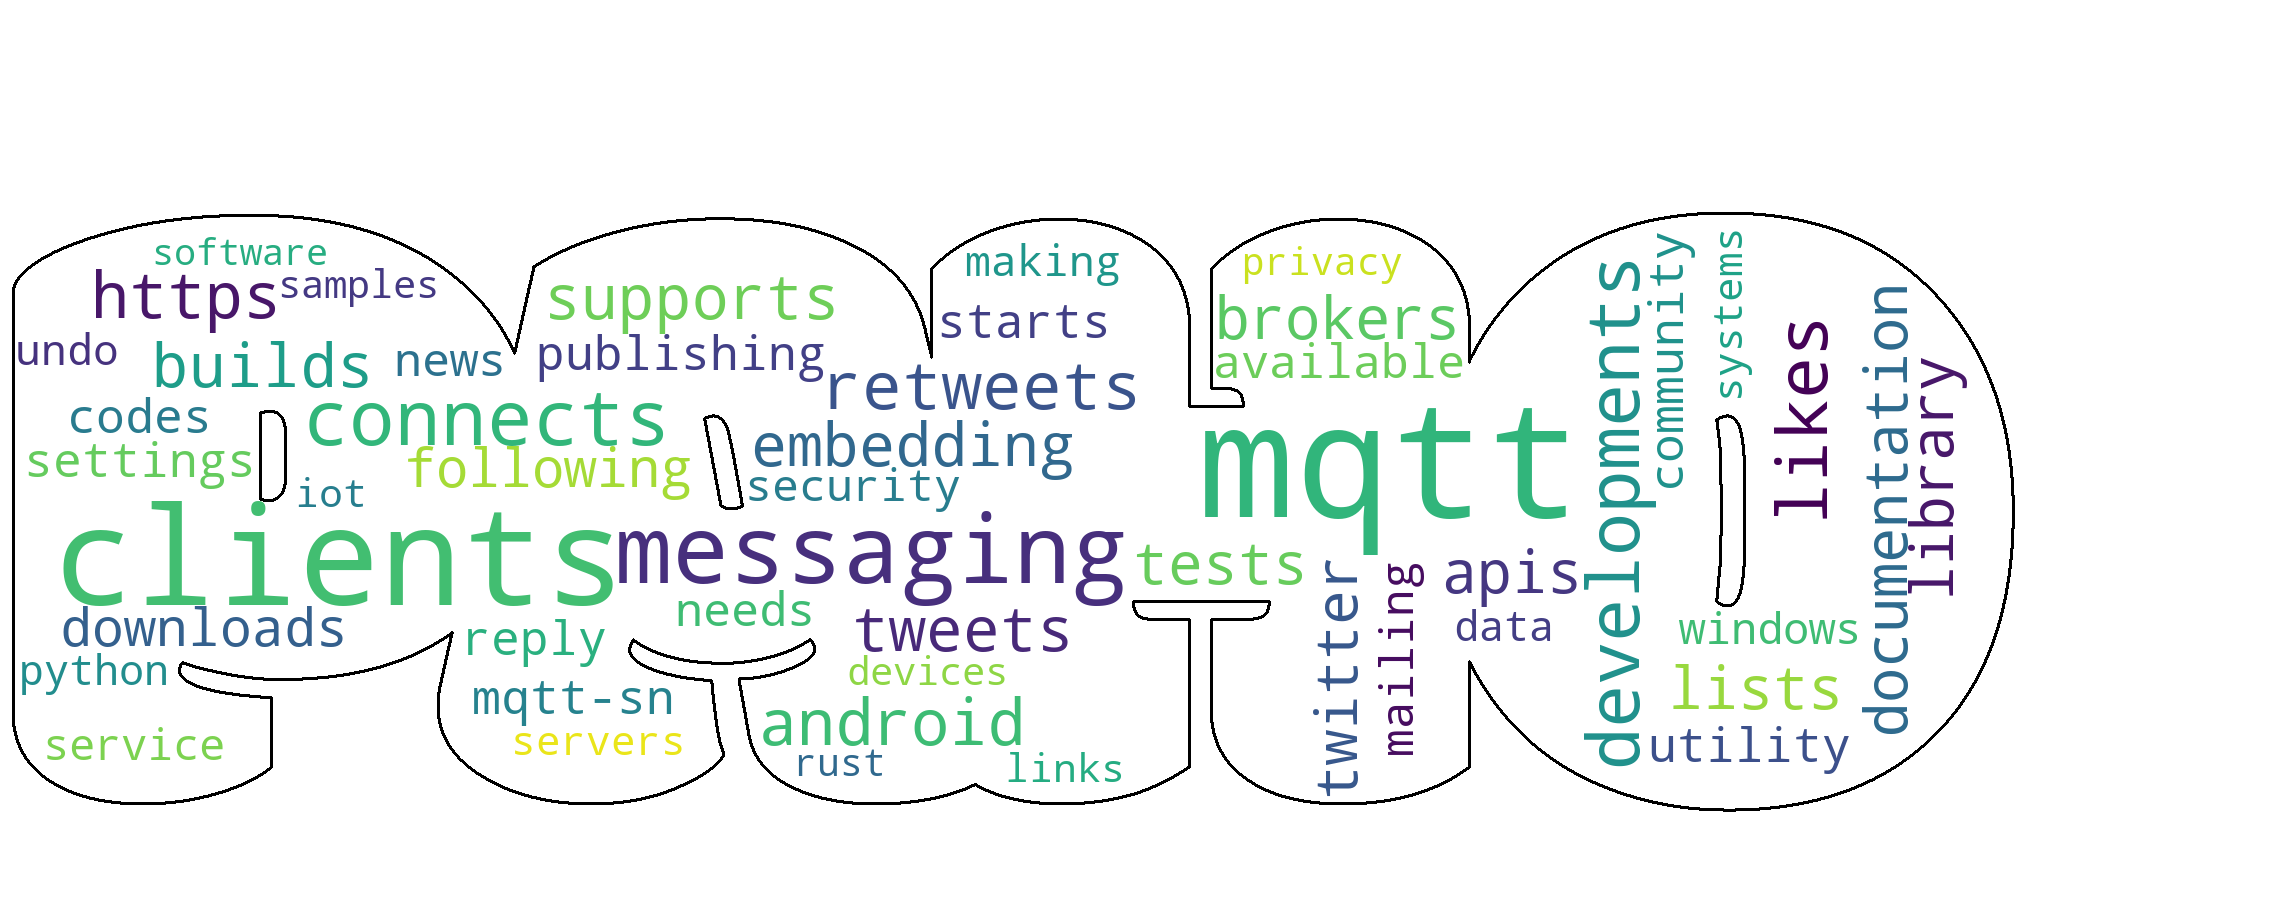 software
https
samples
undo
builds
news
codes
connects
settings
following
iot
clients
downloads
python
service
supports
publishing
retweets
embedding
security
messaging
needs
reply
tweets
mqtt-sn
devices
servers
android
rust
links
making
starts
privacy
brokers
available
mqtt
tests
twitter
mailing
apis
data
developments
community
systems
likes
documentation
library
windows
lists
utility